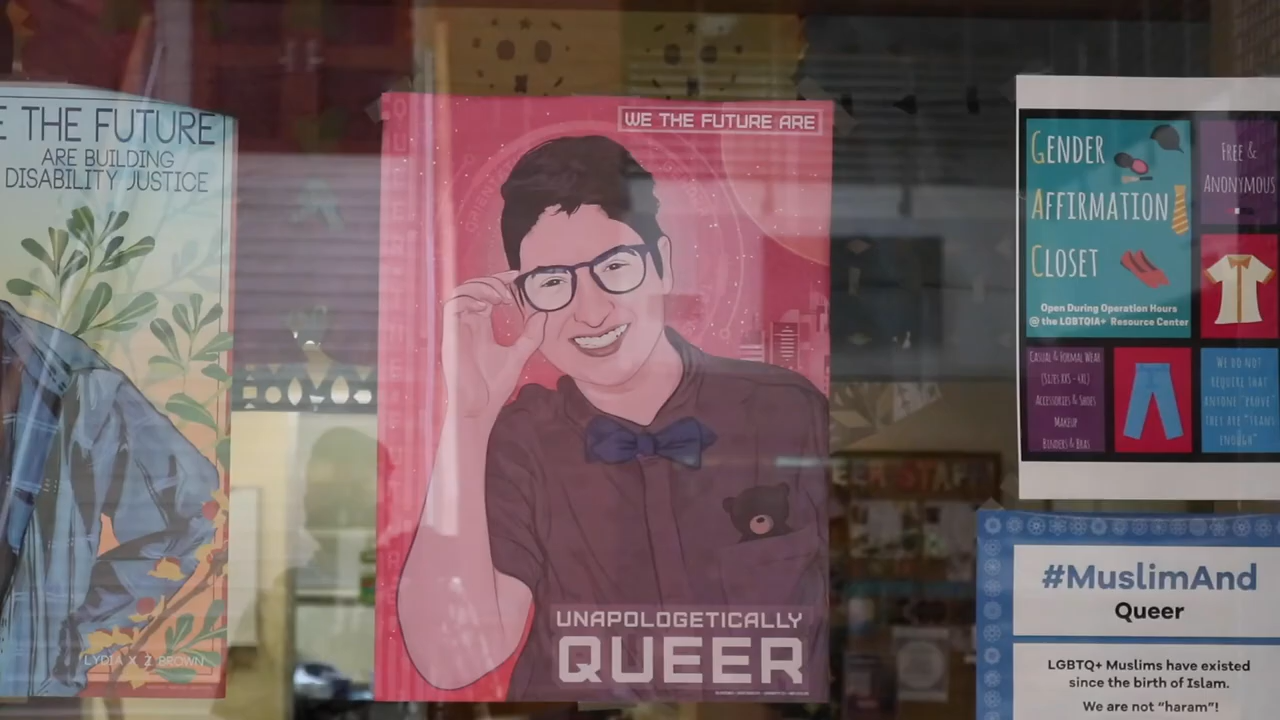 E THE FUTURE
ARE BUILDING
DISABILITY JUSTICE
LYDIA X Z BROWN
WE THE FUTURE ARE
UNAPOLOGETICALLY
QUEER
GENDER
AFFIRMATION
CLOSET
Open During Operation Hours
@ the LGBTQIA+ Resource Center
FREE &
ANONYMOUS
CASUAL & FORMAL WEAR
(SIZES XXS - 4XL)
ACCESSORIES & SHOES
MAKEUP
BINDERS & BRAS
WE DO NOT
REQUIRE THAT
ANYONE "PROVE"
THEY ARE "TRANS
ENOUGH"
#MuslimAnd
Queer
LGBTQ+ Muslims have existed
since the birth of Islam.
We are not "haram"!